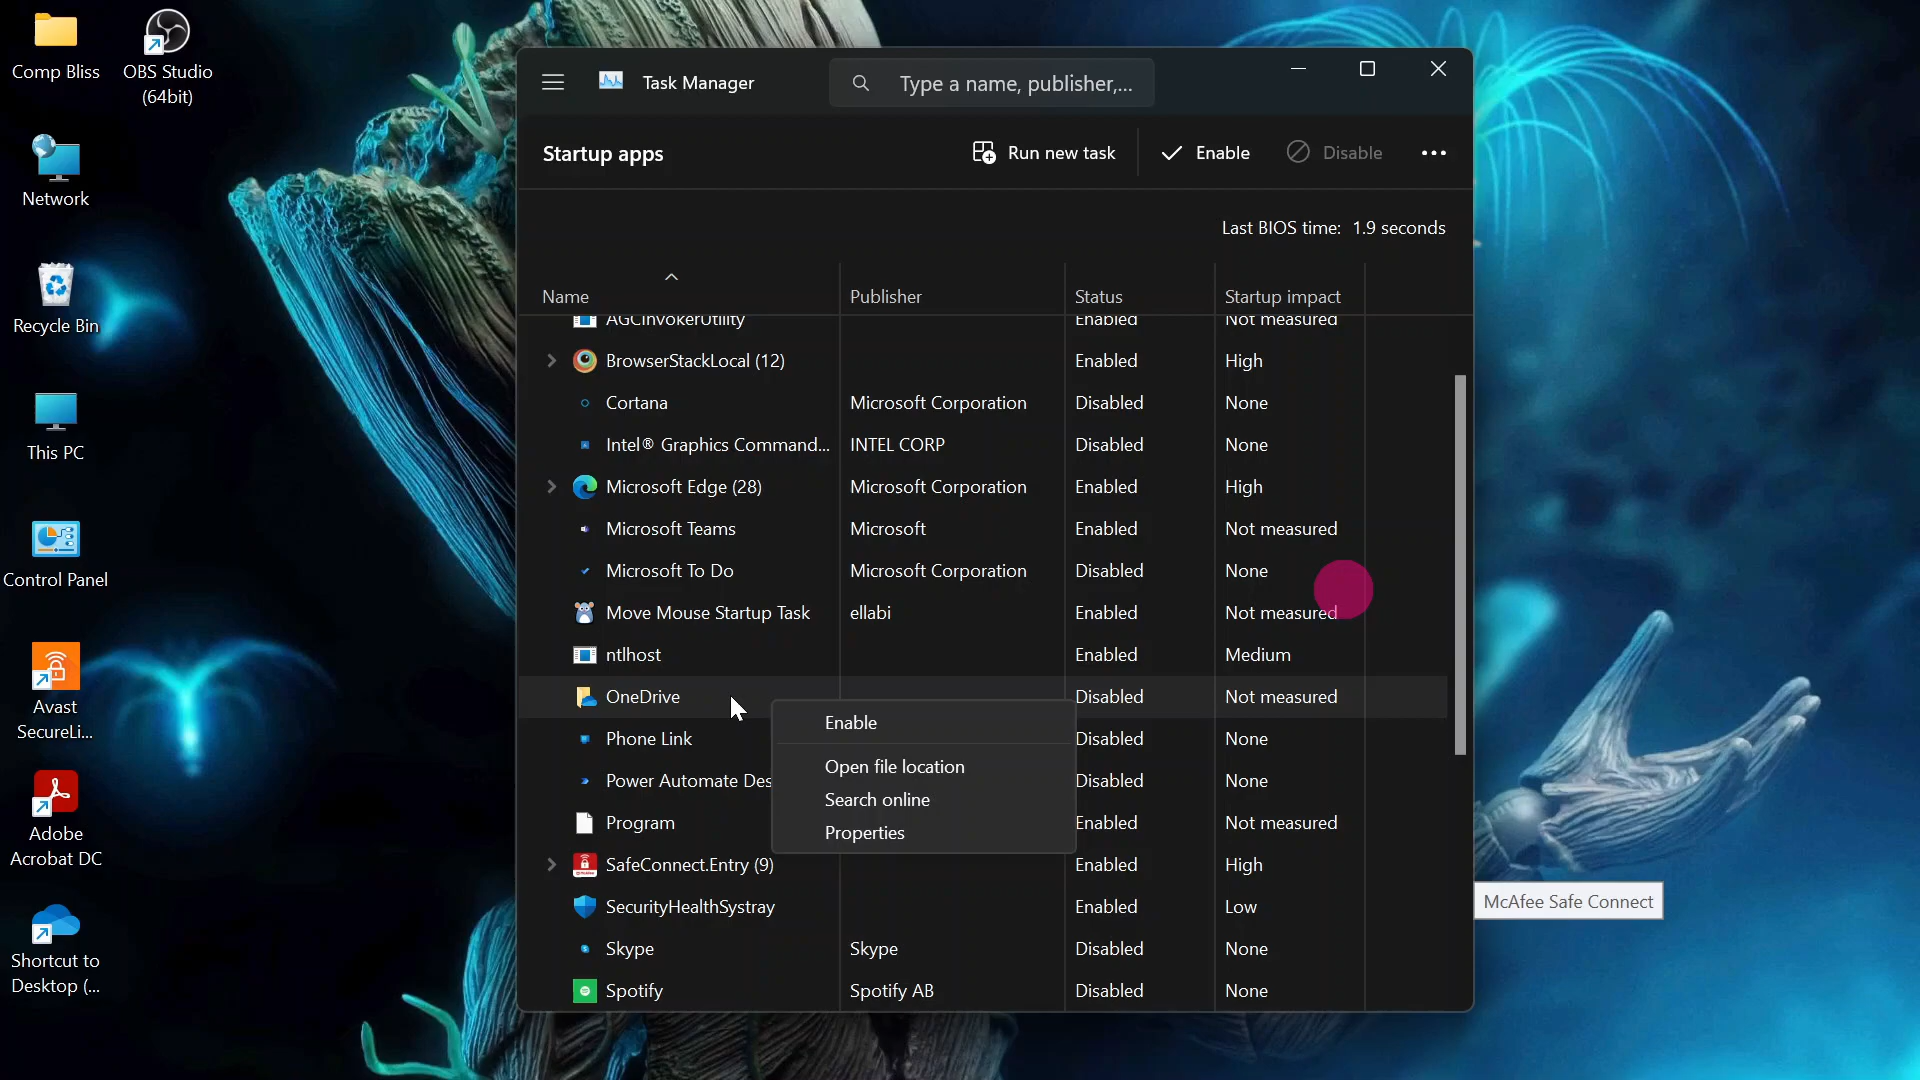 Comp Bliss
OBS Studio
(64bit)
Network
Recycle Bin
This PC
Control Panel
Avast
SecureLi...
Adobe
Acrobat DC
Shortcut to
Desktop (...
Task Manager
Type a name, publisher,...
Startup apps
Run new task
Enable
Disable
Last BIOS time: 1.9 seconds
Name Publisher Status Startup impact
AGCInvokerUtility Enabled Not measured
BrowserStackLocal (12) Enabled High
Cortana Microsoft Corporation Disabled None
Intel® Graphics Command... INTEL CORP Disabled None
Microsoft Edge (28) Microsoft Corporation Enabled High
Microsoft Teams Microsoft Enabled Not measured
Microsoft To Do Microsoft Corporation Disabled None
Move Mouse Startup Task ellabi Enabled Not measured
ntlhost Enabled Medium
OneDrive Disabled Not measured
Phone Link Disabled None
Power Automate Des Disabled None
Program Enabled Not measured
SafeConnect.Entry (9) Enabled High
SecurityHealthSystray Enabled Low
Skype Skype Disabled None
Spotify Spotify AB Disabled None
Enable
Open file location
Search online
Properties
McAfee Safe Connect